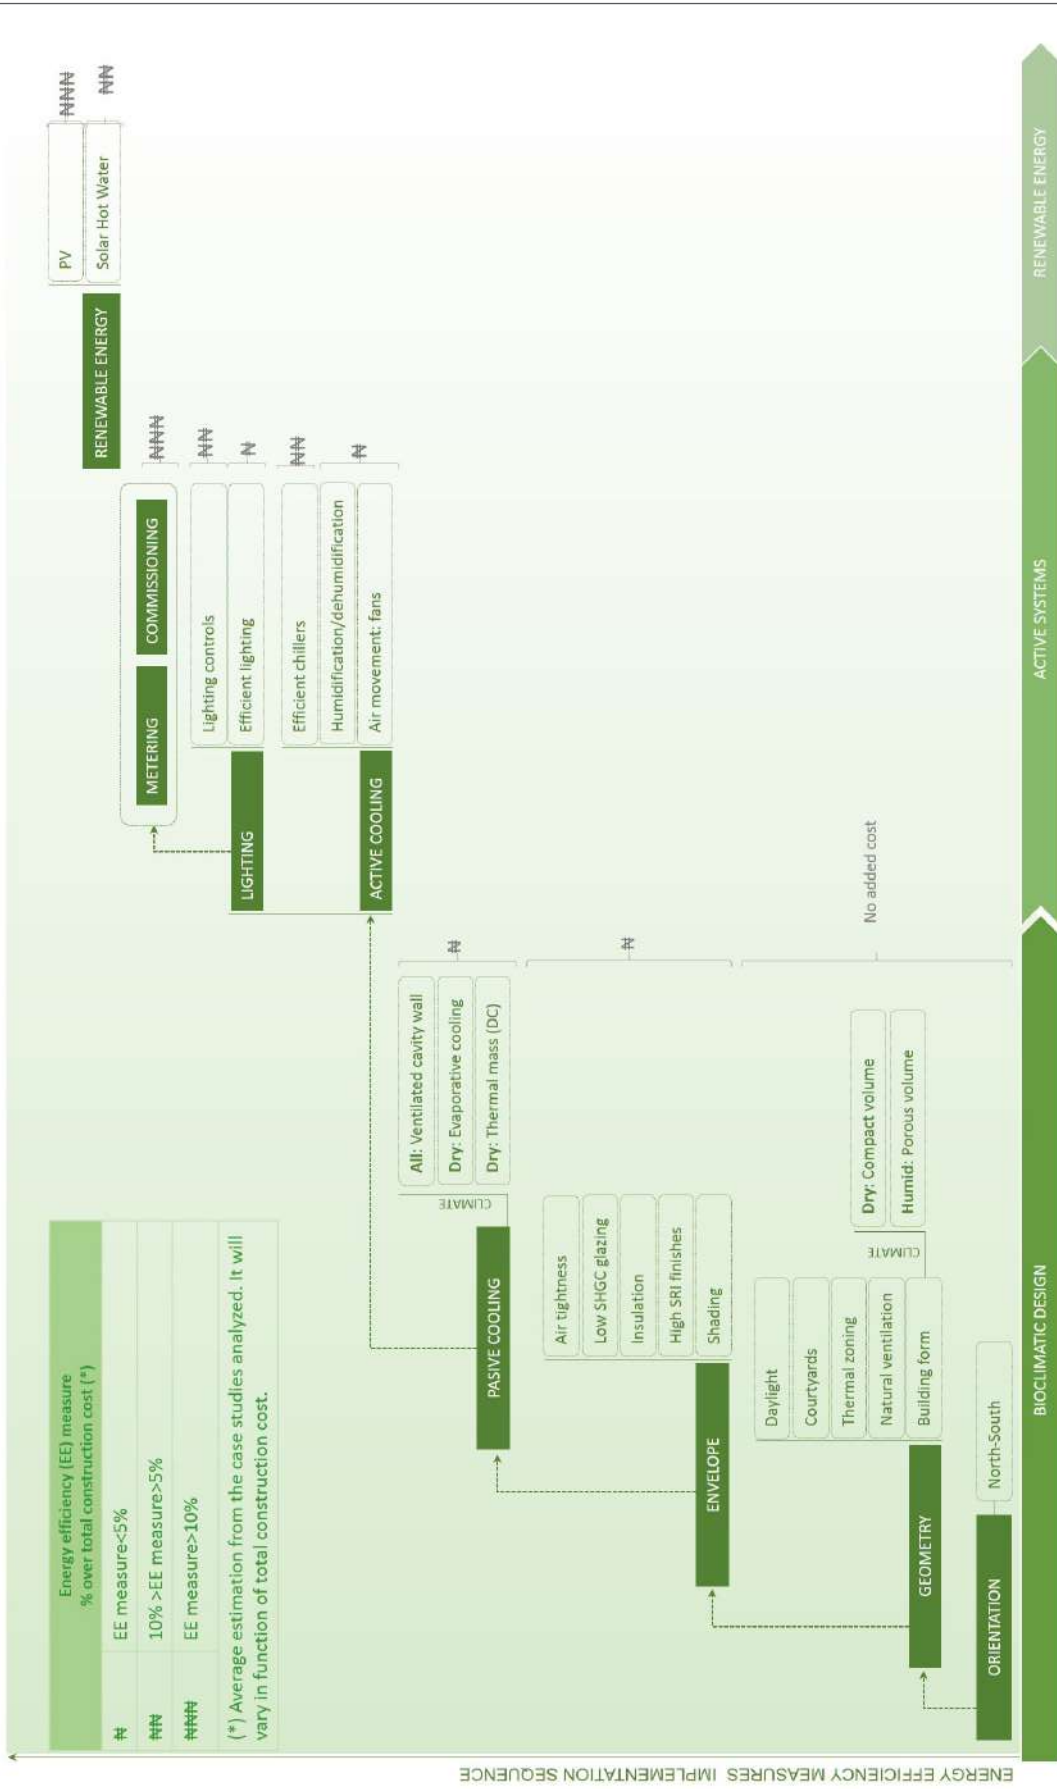 ENERGY EFFICIENCY MEASURES IMPLEMENTATION SEQUENCE
Energy efficiency (EE) measure
% over total construction cost (*)
₦ EE measure<5%
₦₦ 10% >EE measure>5%
₦₦₦ EE measure>10%
(*) Average estimation from the case studies analyzed. It will
vary in function of total construction cost.
RENEWABLE ENERGY
PV
₦₦₦
Solar Hot Water
₦₦
METERING
COMMISSIONING
₦₦₦
LIGHTING
Lighting controls
₦₦
Efficient lighting
₦
ACTIVE COOLING
Efficient chillers
₦₦
Humidification/dehumidification
Air movement: fans
₦
PASIVE COOLING
CLIMATE
All: Ventilated cavity wall
Dry: Evaporative cooling
Dry: Thermal mass (DC)
₦
ENVELOPE
Air tightness
Low SHGC glazing
Insulation
High SRI finishes
Shading
₦
GEOMETRY
Daylight
Courtyards
Thermal zoning
Natural ventilation
Building form
CLIMATE
Dry: Compact volume
Humid: Porous volume
No added cost
ORIENTATION
North-South
BIOCLIMATIC DESIGN
ACTIVE SYSTEMS
RENEWABLE ENERGY